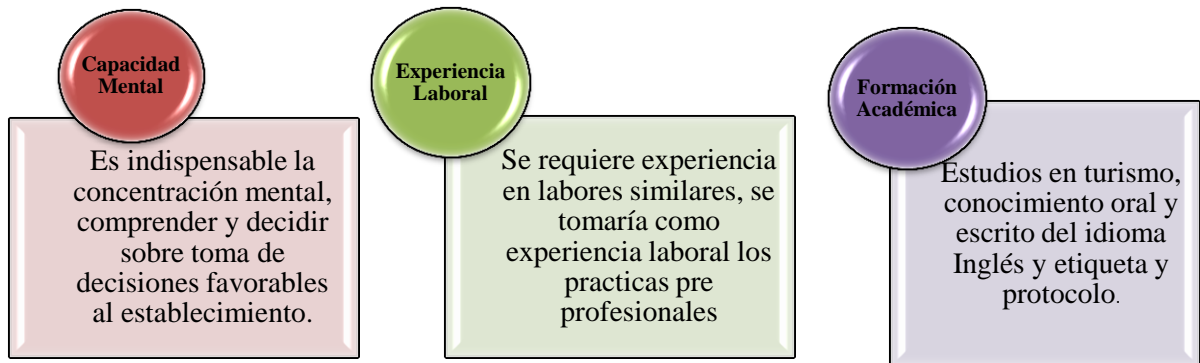 Capacidad
Mental
Es indispensable la
concentración mental,
comprender y decidir
sobre toma de
decisiones favorables
al establecimiento.
Experiencia
Laboral
Se requiere experiencia
en labores similares, se
tomaría como
experiencia laboral los
practicas pre
profesionales
Formación
Académica
Estudios en turismo,
conocimiento oral y
escrito del idioma
Inglés y etiqueta y
protocolo.